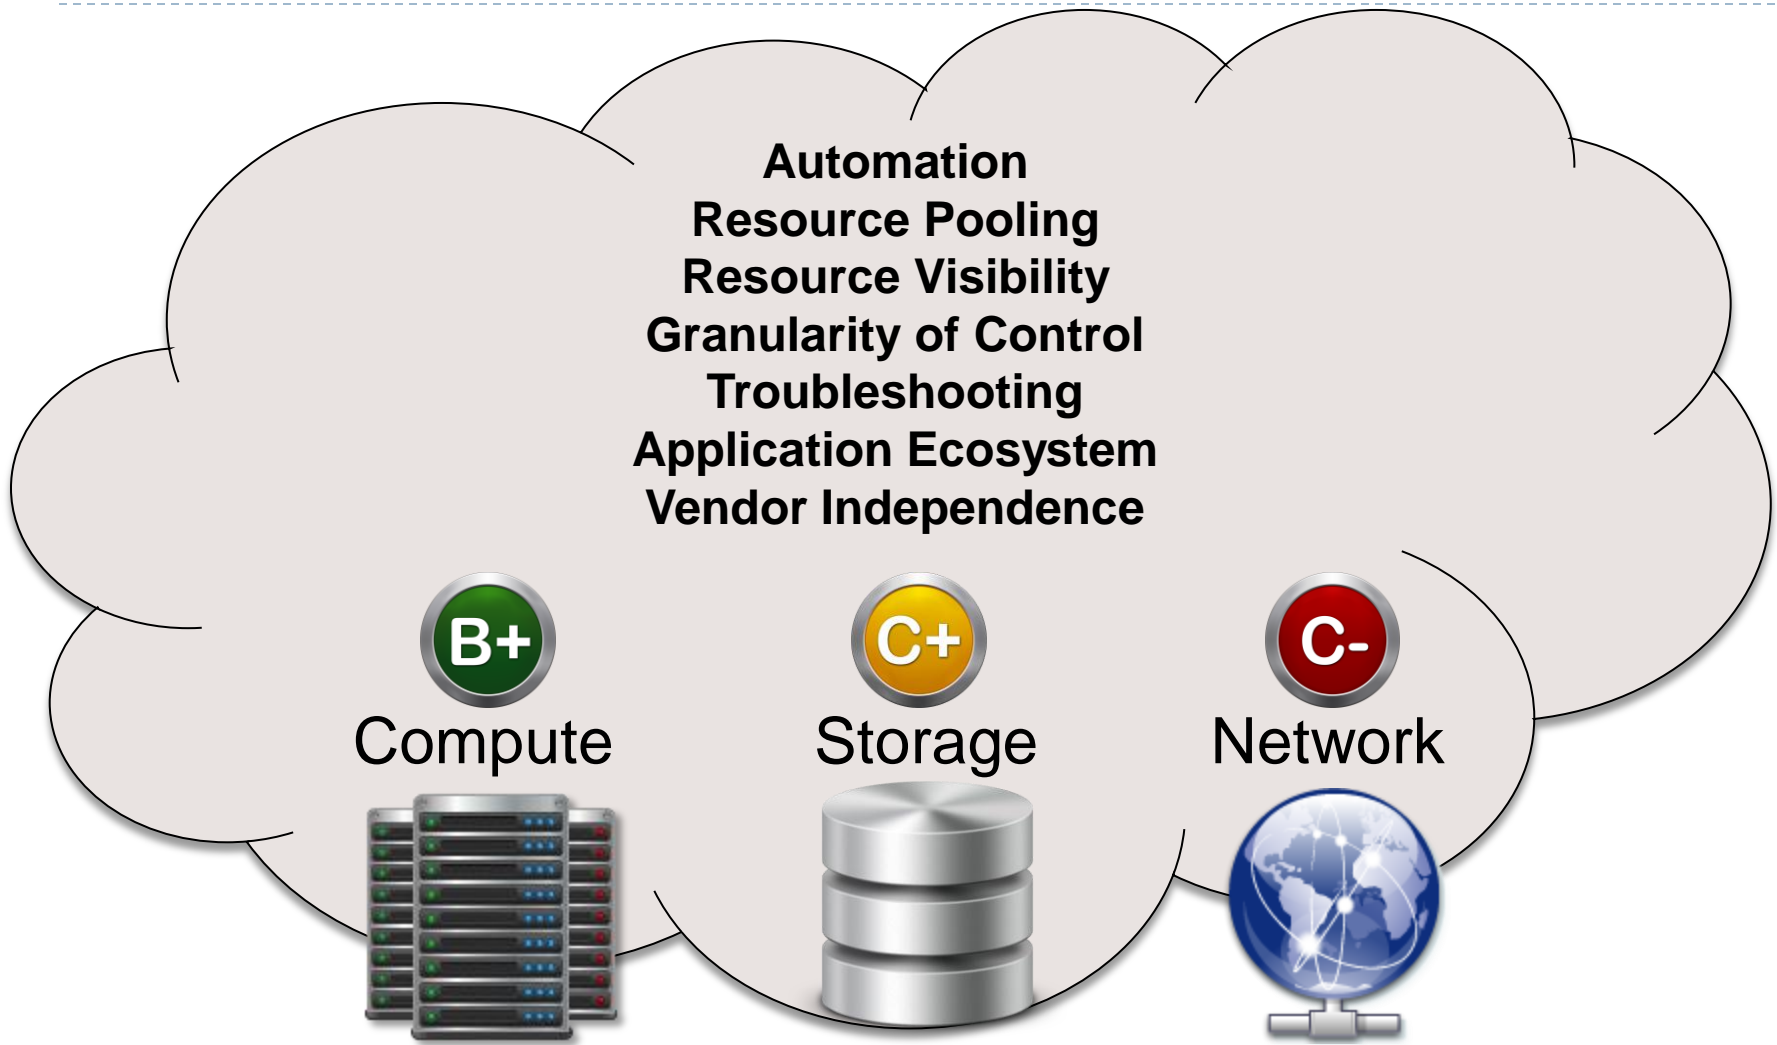 Automation
Resource Pooling
Resource Visibility
Granularity of Control
Troubleshooting
Application Ecosystem
Vendor Independence
B+ C+ C-
Compute Storage Network